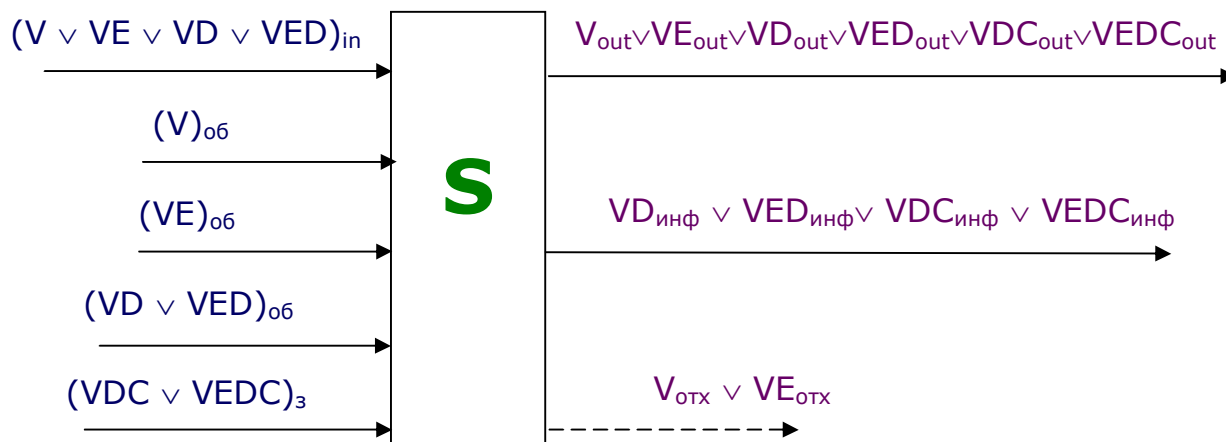 (V ∨ VE ∨ VD ∨ VED)in
Vout∨VEout∨VDout∨VEDout∨VDCout∨VEDCout
(V)об
S
(VE)об
VDинф ∨ VEDинф∨ VDCинф ∨ VEDCинф
(VD ∨ VED)об
(VDC ∨ VEDC)з
Vотх ∨ VEотх